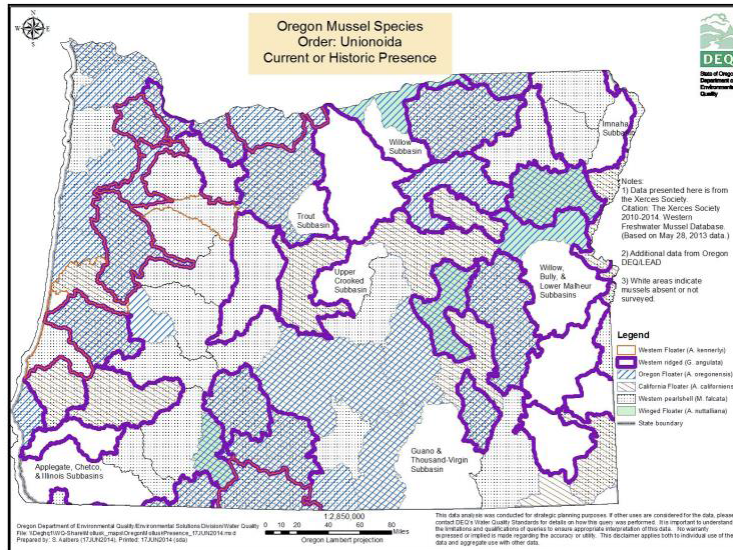 N
W
E
S
Oregon Mussel Species
Order: Unionoida
Current or Historic Presence
DEQ
State of Oregon
Department of
Environmental
Quality
Imnaha
Subbasin
Willow
Subbasin
Trout
Subbasin
Upper
Crooked
Subbasin
Willow,
Bully, &
Lower Malheur
Subbasins
Guano &
Thousand-Virgin
Subbasin
Applegate, Chetco,
& Illinois Subbasins
Notes:
1) Data presented here is from
the Xerces Society.
Citation: The Xerces Society
2010-2014. Western
Freshwater Mussel Database.
(Based on May 28, 2013 data.)
2) Additional data from Oregon
DEQ/LEAD
3) White areas indicate
mussels absent or not
surveyed.
Legend
Western Floater (A. kennerlyi)
Western ridged (G. angulata)
Oregon Floater (A. oregonensis)
California Floater (A. californiensis)
Western pearlshell (M. falcata)
Winged Floater (A. nuttalliana)
State boundary
1:2,850,000
0 10 20 40 60 80
Miles
Oregon Lambert projection
Oregon Department of Environmental Quality/Environmental Solutions Division/Water Quality
Prepared by: S. Aalbers (17JUN2014), Printed: 17JUN2014 (sda)
This data analysis was conducted for strategic planning purposes. If other uses are considered for the data, please
contact DEQ's Water Quality Standards for details on how this query was performed. It is important to understand
the limitations and qualifications of queries to ensure appropriate interpretation of this data. No warranty
expressed or implied is made regarding the accuracy or utility. This disclaimer applies both to individual use of the
data and aggregate use with other data.